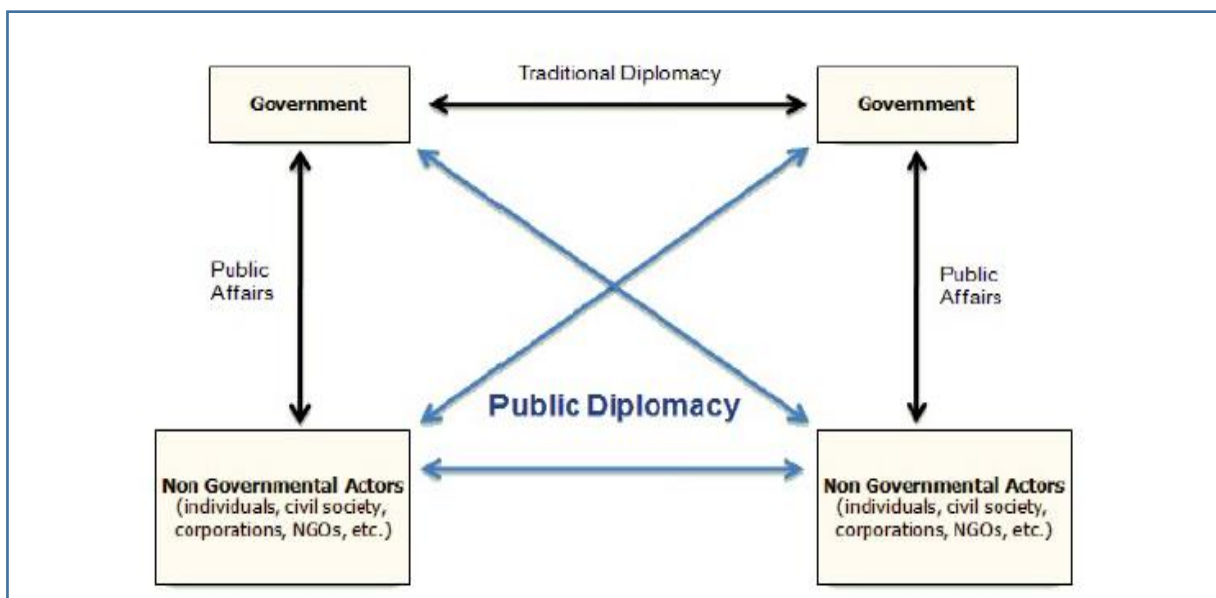 Traditional Diplomacy
Government
Government
Public
Affairs
Public
Affairs
Public Diplomacy
Non Governmental Actors
(individuals, civil society,
corporations, NGOs, etc.)
Non Governmental Actors
(individuals, civil society,
corporations, NGOs, etc.)